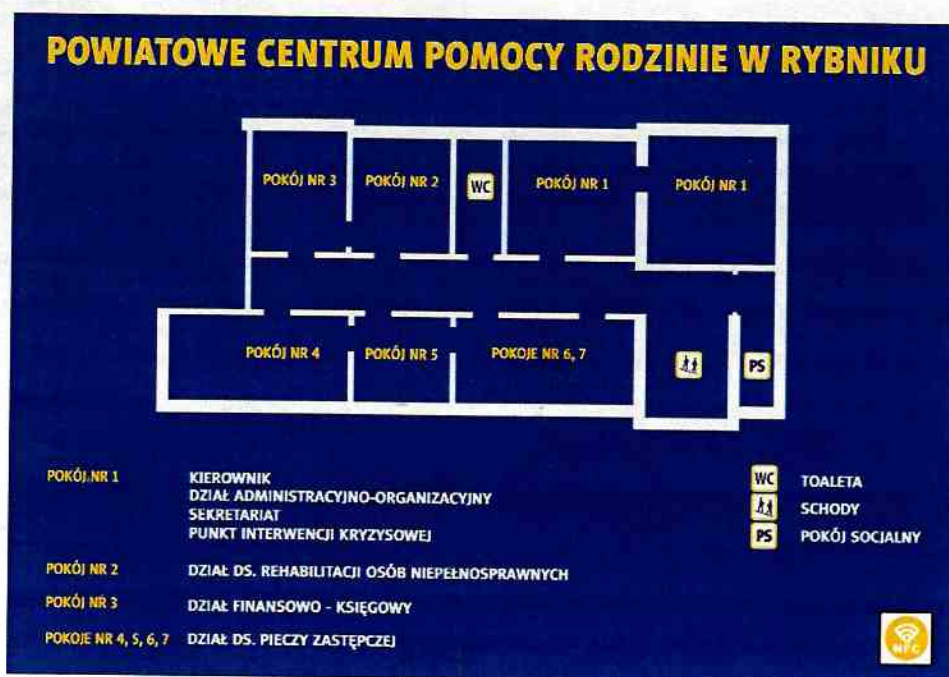 POWIATOWE CENTRUM POMOCY RODZINIE W RYBNIKU
POKÓJ NR 3
POKÓJ NR 2
WC
POKÓJ NR 1
POKÓJ NR 1
POKÓJ NR 4
POKÓJ NR 5
POKOJE NR 6, 7
PS
POKÓJ NR 1
KIEROWNIK
DZIAŁ ADMINISTRACYJNO-ORGANIZACYJNY
SEKRETARIAT
PUNKT INTERWENCJI KRYZYSOWEJ
POKÓJ NR 2 DZIAŁ DS. REHABILITACJI OSÓB NIEPEŁNOSPRAWNYCH
POKÓJ NR 3 DZIAŁ FINANSOWO - KSIĘGOWY
POKOJE NR 4, 5, 6, 7 DZIAŁ DS. PIECZY ZASTĘPCZEJ
WC TOALETA
SCHODY
PS POKÓJ SOCJALNY
NFC